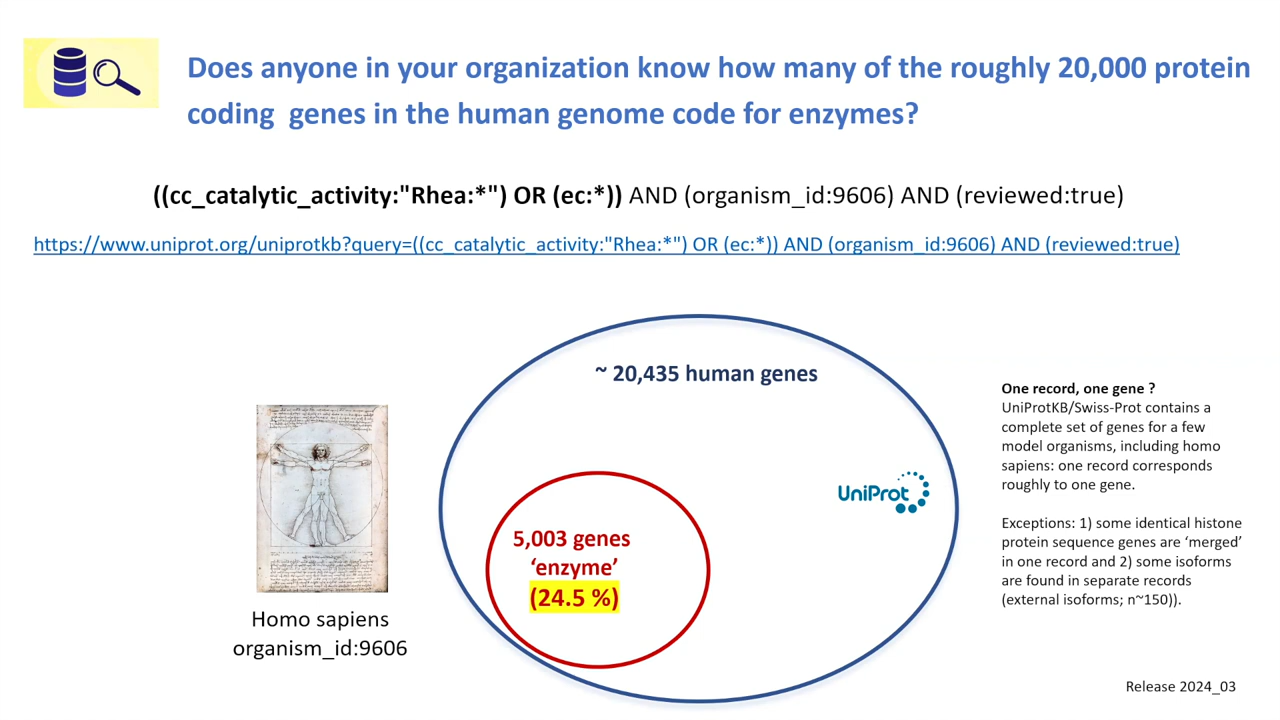 Does anyone in your organization know how many of the roughly 20,000 protein
coding  genes in the human genome code for enzymes?
((cc_catalytic_activity:"Rhea:*") OR (ec:*)) AND (organism_id:9606) AND (reviewed:true)
https://www.uniprot.org/uniprotkb?query=((cc_catalytic_activity:"Rhea:*") OR (ec:*)) AND (organism_id:9606) AND (reviewed:true)
~ 20,435 human genes
UniProt
5,003 genes
‘enzyme’
(24.5 %)
Homo sapiens
organism_id:9606
One record, one gene ?
UniProtKB/Swiss-Prot contains a
complete set of genes for a few
model organisms, including homo
sapiens: one record corresponds
roughly to one gene.
Exceptions: 1) some identical histone
protein sequence genes are ‘merged’
in one record and 2) some isoforms
are found in separate records
(external isoforms; n~150)).
Release 2024_03